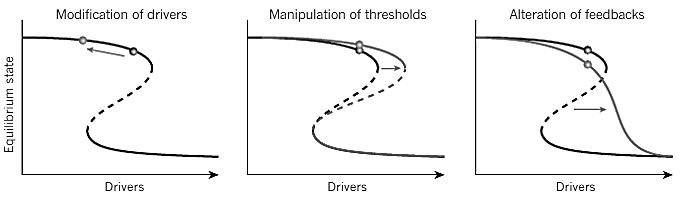 Modification of drivers
Manipulation of thresholds
Alteration of feedbacks
Equilibrium state
Drivers
Drivers
Drivers